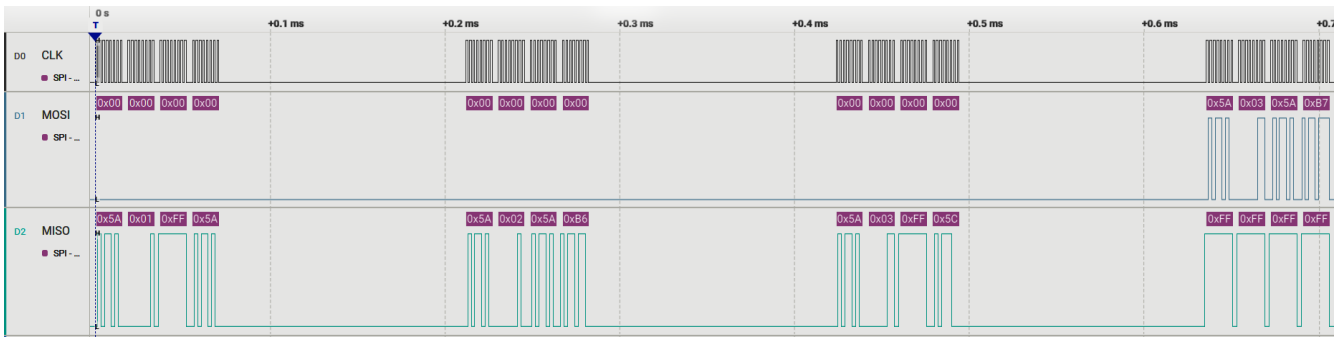 0 s
T
+0.1 ms +0.2 ms +0.3 ms +0.4 ms +0.5 ms +0.6 ms +0.7
D0 CLK
SPI - ...
H
L
D1 MOSI
SPI - ...
H
L
0x00 0x00 0x00 0x00 0x00 0x00 0x00 0x00 0x00 0x00 0x00 0x00 0x5A 0x03 0x5A 0xB7
D2 MISO
SPI - ...
H
L
0x5A 0x01 0xFF 0x5A 0x5A 0x02 0x5A 0xB6 0x5A 0x03 0xFF 0x5C 0xFF 0xFF 0xFF 0xFF